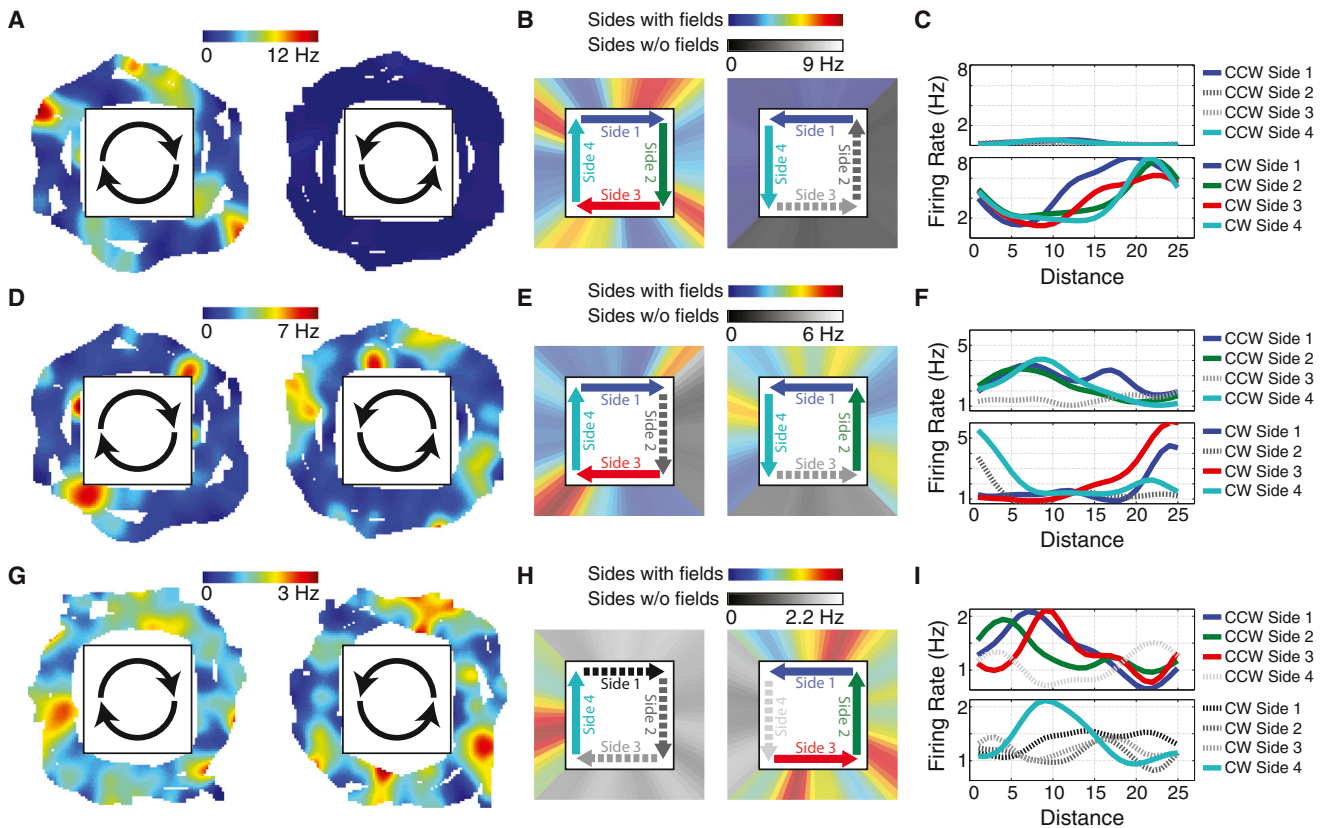 A
0 12 Hz
B
Sides with fields
Sides w/o fields
0 9 Hz
Side 1
Side 2
Side 3
Side 4
Side 1
Side 2
Side 3
Side 4
C
Firing Rate (Hz)
8
2
8
2
0 5 10 15 20 25
Distance
CCW Side 1
CCW Side 2
CCW Side 3
CCW Side 4
CW Side 1
CW Side 2
CW Side 3
CW Side 4
D
0 7 Hz
E
Sides with fields
Sides w/o fields
0 6 Hz
Side 1
Side 2
Side 3
Side 4
Side 1
Side 2
Side 3
Side 4
F
Firing Rate (Hz)
5
1
5
1
0 5 10 15 20 25
Distance
CCW Side 1
CCW Side 2
CCW Side 3
CCW Side 4
CW Side 1
CW Side 2
CW Side 3
CW Side 4
G
0 3 Hz
H
Sides with fields
Sides w/o fields
0 2.2 Hz
Side 1
Side 2
Side 3
Side 4
Side 1
Side 2
Side 3
Side 4
I
Firing Rate (Hz)
2
1
2
1
0 5 10 15 20 25
Distance
CCW Side 1
CCW Side 2
CCW Side 3
CCW Side 4
CW Side 1
CW Side 2
CW Side 3
CW Side 4